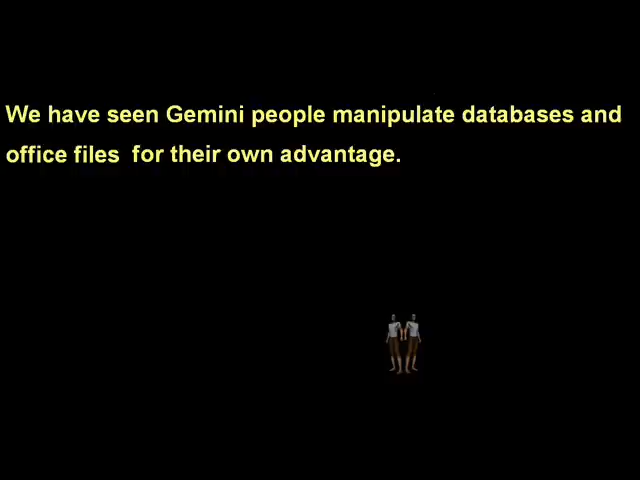 We have seen Gemini people manipulate databases and
office files for their own advantage.